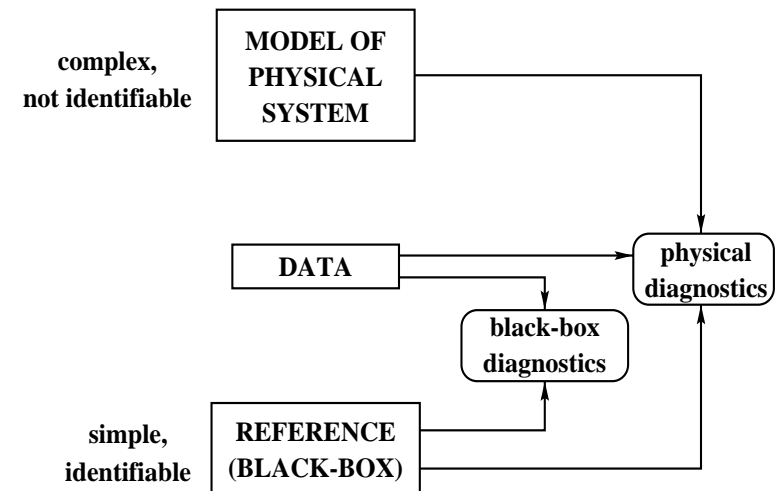 complex,
not identifiable
MODEL OF
PHYSICAL
SYSTEM
DATA
physical
diagnostics
black-box
diagnostics
simple,
identifiable
REFERENCE
(BLACK-BOX)